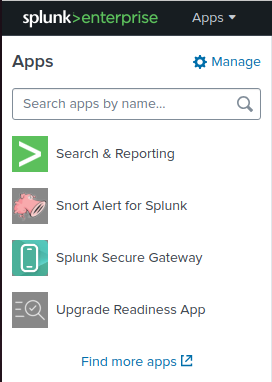 splunk>enterprise Apps
Apps Manage
Search apps by name...
Search & Reporting
Snort Alert for Splunk
Splunk Secure Gateway
Upgrade Readiness App
Find more apps